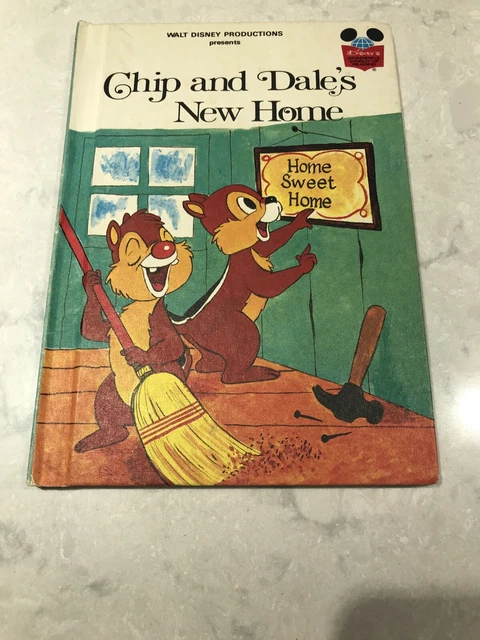 WALT DISNEY PRODUCTIONS
presents
Chip and Dale's
New Home
Home
Sweet
Home